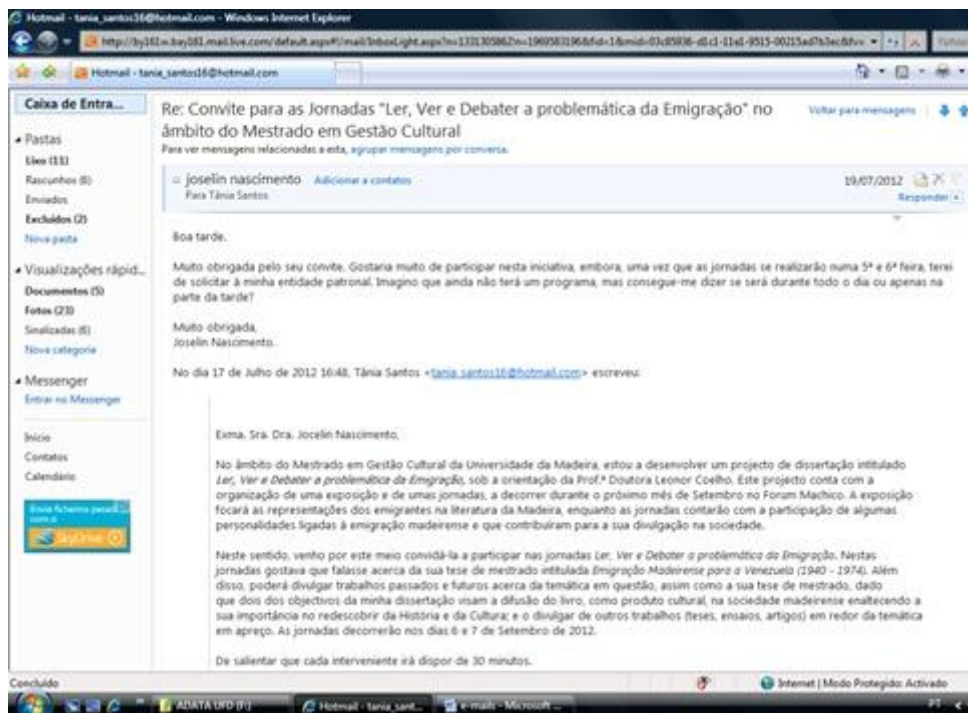 Hotmail - tania_santos16@hotmail.com - Windows Internet Explorer
Hotmail - tania_santos16@hotmail.com
Caixa de Entra...
Pastas
Lixo (11)
Rascunhos (6)
Enviados
Excluídos (2)
Nova pasta
Visualizações rápid...
Documentos (5)
Fotos (23)
Sinalizadas (6)
Nova categoria
Messenger
Entrar no Messenger
Início
Contatos
Calendário
SkyDrive
Re: Convite para as Jornadas "Ler, Ver e Debater a problemática da Emigração" no
âmbito do Mestrado em Gestão Cultural
Voltar para mensagens
Para ver mensagens relacionadas a esta, agrupar mensagens por conversa.
joselin nascimento Adicionar a contatos
19/07/2012
Para Tânia Santos
Responder
Boa tarde,
Muito obrigada pelo seu convite. Gostaria muito de participar nesta iniciativa, embora, uma vez que as jornadas se realizarão numa 5ª e 6ª feira, terei
de solicitar à minha entidade patronal. Imagino que ainda não terá um programa, mas consegue-me dizer se será durante todo o dia ou apenas na
parte da tarde?
Muito obrigada,
Joselin Nascimento.
No dia 17 de Julho de 2012 16:48, Tânia Santos <tania_santos16@hotmail.com> escreveu:
Exma. Sra. Dra. Jocelin Nascimento,
No âmbito do Mestrado em Gestão Cultural da Universidade da Madeira, estou a desenvolver um projecto de dissertação intitulado
Ler, Ver e Debater a problemática da Emigração, sob a orientação da Prof.ª Doutora Leonor Coelho. Este projecto conta com a
organização de uma exposição e de umas jornadas, a decorrer durante o próximo mês de Setembro no Forum Machico. A exposição
focará as representações dos emigrantes na literatura da Madeira, enquanto as jornadas contarão com a participação de algumas
personalidades ligadas à emigração madeirense e que contribuíram para a sua divulgação na sociedade.
Neste sentido, venho por este meio convidá-la a participar nas jornadas Ler, Ver e Debater a problemática da Emigração. Nestas
jornadas gostava que falasse acerca da sua tese de mestrado intitulada Emigração Madeirense para a Venezuela (1940 - 1974). Além
disso, poderá divulgar trabalhos passados e futuros acerca da temática em questão, assim como a sua tese de mestrado, dado
que dois dos objectivos da minha dissertação visam a difusão do livro, como produto cultural, na sociedade madeirense enaltecendo a
sua importância no redescobrir da História e da Cultura; e o divulgar de outros trabalhos (teses, ensaios, artigos) em redor da temática
em apreço. As jornadas decorrerão nos dias 6 e 7 de Setembro de 2012.
De salientar que cada interveniente irá dispor de 30 minutos.
Concluído
Internet | Modo Protegido: Activado
ADATA UFD (F:)
Hotmail - tania_sant...
e-mails - Microsoft ...
PT